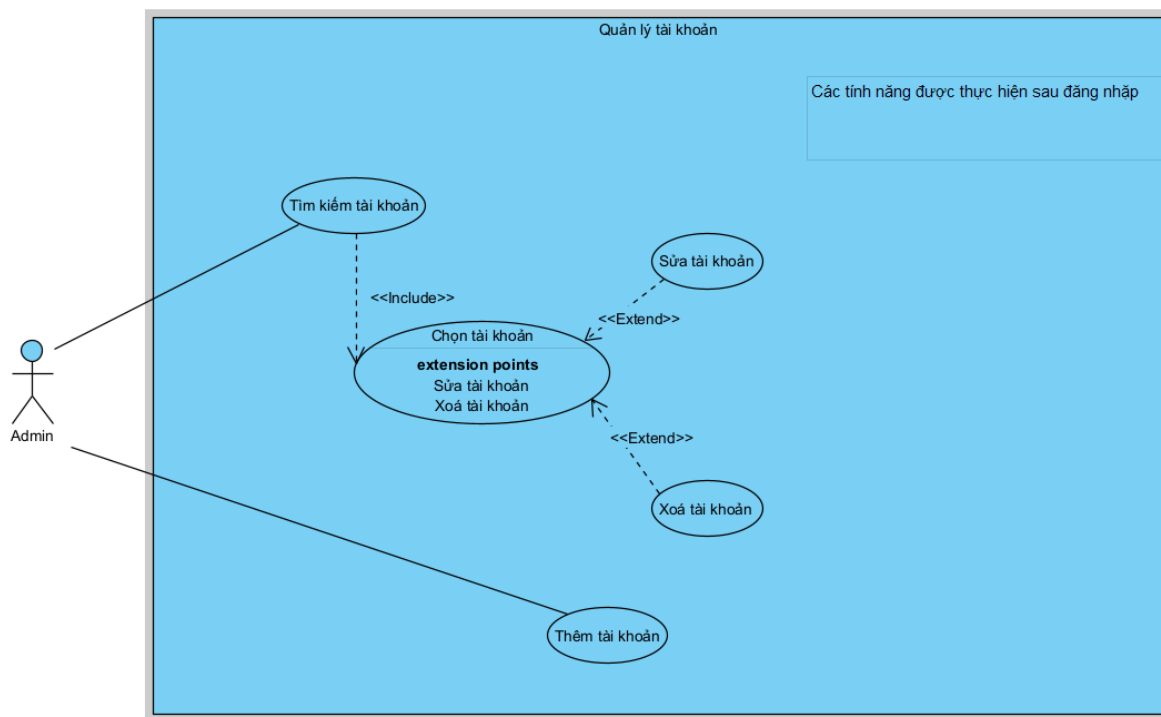 Quản lý tài khoản
Các tính năng được thực hiện sau đăng nhập
Tìm kiếm tài khoản
Sửa tài khoản
<<Include>>
<<Extend>>
Chọn tài khoản
extension points
Sửa tài khoản
Xoá tài khoản
Admin
<<Extend>>
Xoá tài khoản
Thêm tài khoản